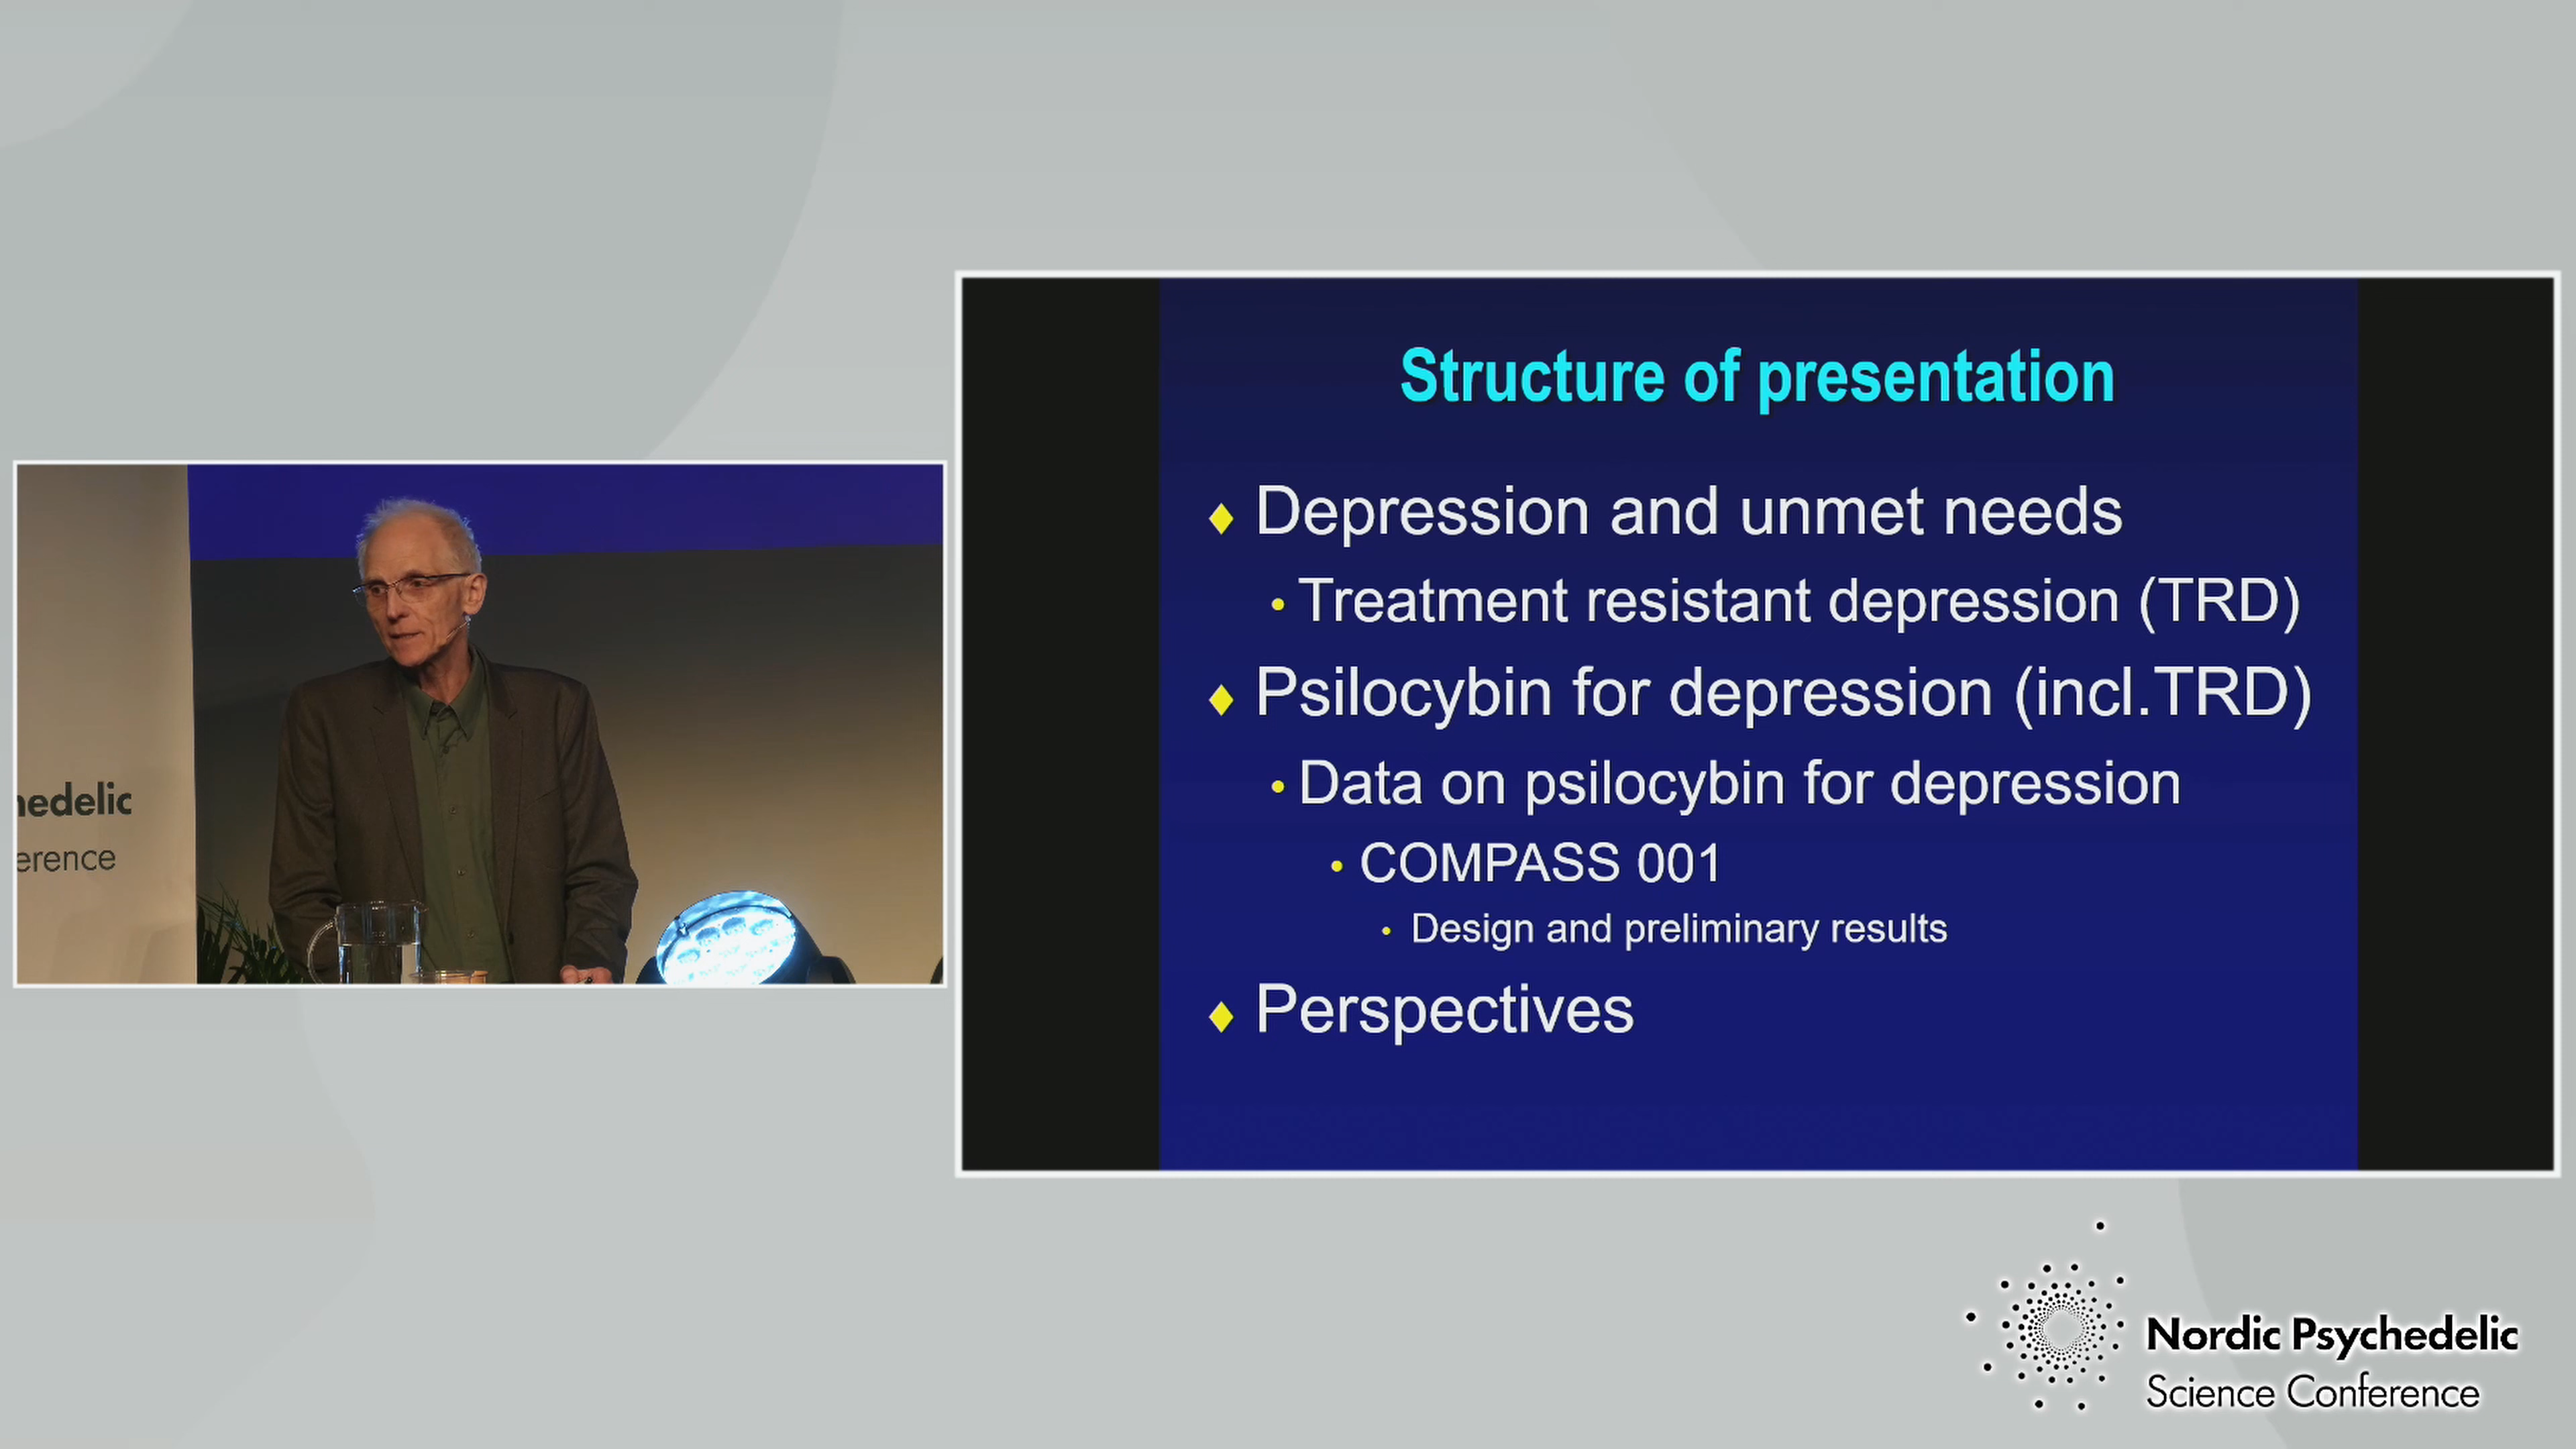 hedelic
erence
Structure of presentation
Depression and unmet needs
Treatment resistant depression (TRD)
Psilocybin for depression (incl.TRD)
Data on psilocybin for depression
COMPASS 001
Design and preliminary results
Perspectives
Nordic Psychedelic
Science Conference